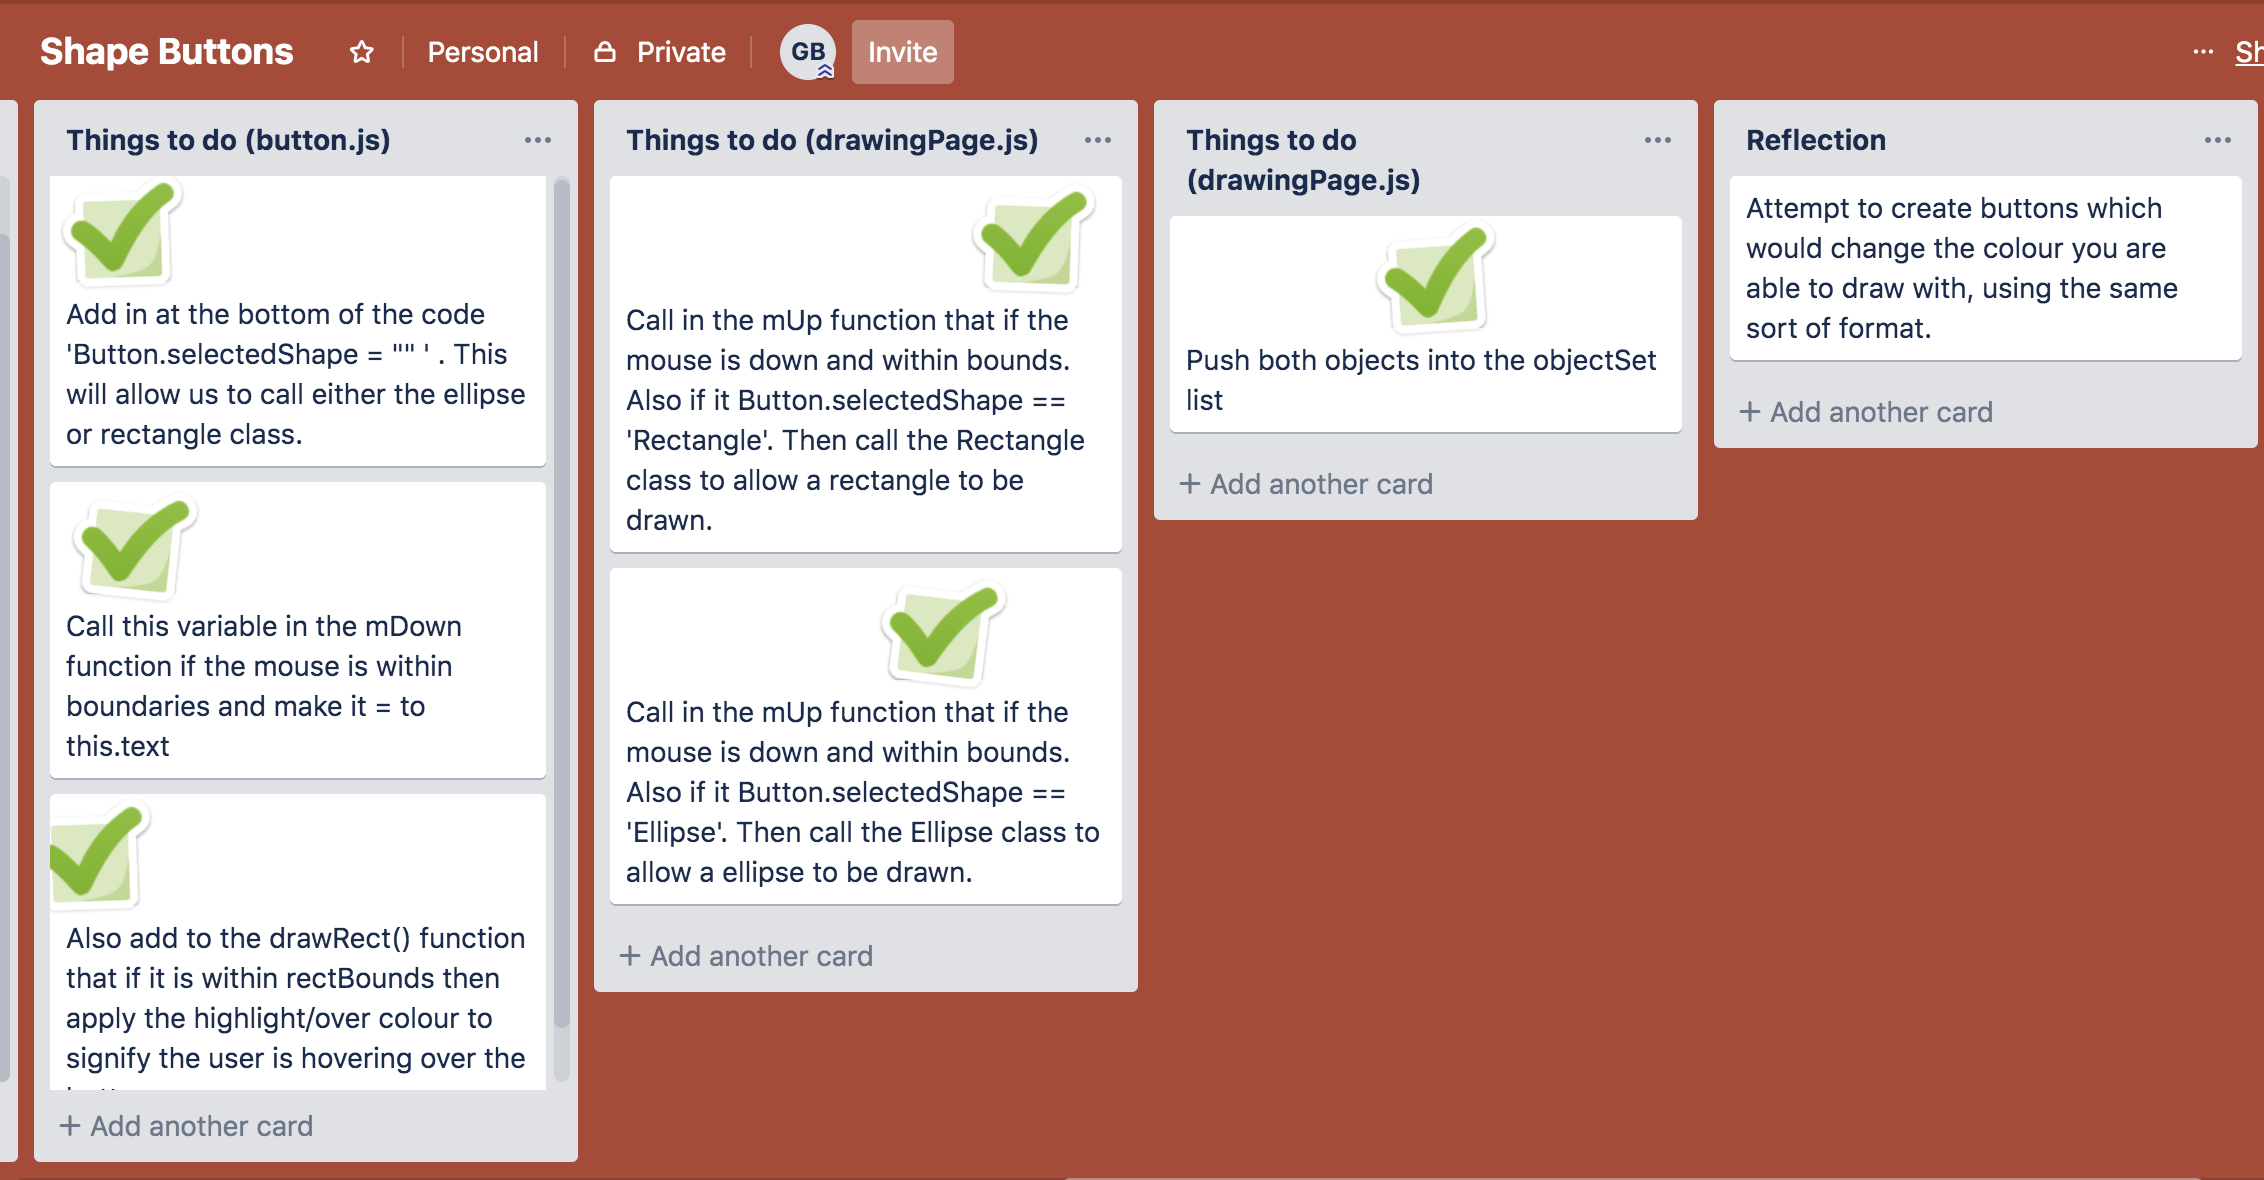 Shape Buttons
Personal
Private
GB
Invite
Things to do (button.js)
Add in at the bottom of the code
'Button.selectedShape = "" ' . This
will allow us to call either the ellipse
or rectangle class.
Call this variable in the mDown
function if the mouse is within
boundaries and make it = to
this.text
Also add to the drawRect() function
that if it is within rectBounds then
apply the highlight/over colour to
signify the user is hovering over the
+ Add another card
Things to do (drawingPage.js)
Call in the mUp function that if the
mouse is down and within bounds.
Also if it Button.selectedShape ==
'Rectangle'. Then call the Rectangle
class to allow a rectangle to be
drawn.
Call in the mUp function that if the
mouse is down and within bounds.
Also if it Button.selectedShape ==
'Ellipse'. Then call the Ellipse class to
allow a ellipse to be drawn.
+ Add another card
Things to do
(drawingPage.js)
Push both objects into the objectSet
list
+ Add another card
Reflection
Attempt to create buttons which
would change the colour you are
able to draw with, using the same
sort of format.
+ Add another card